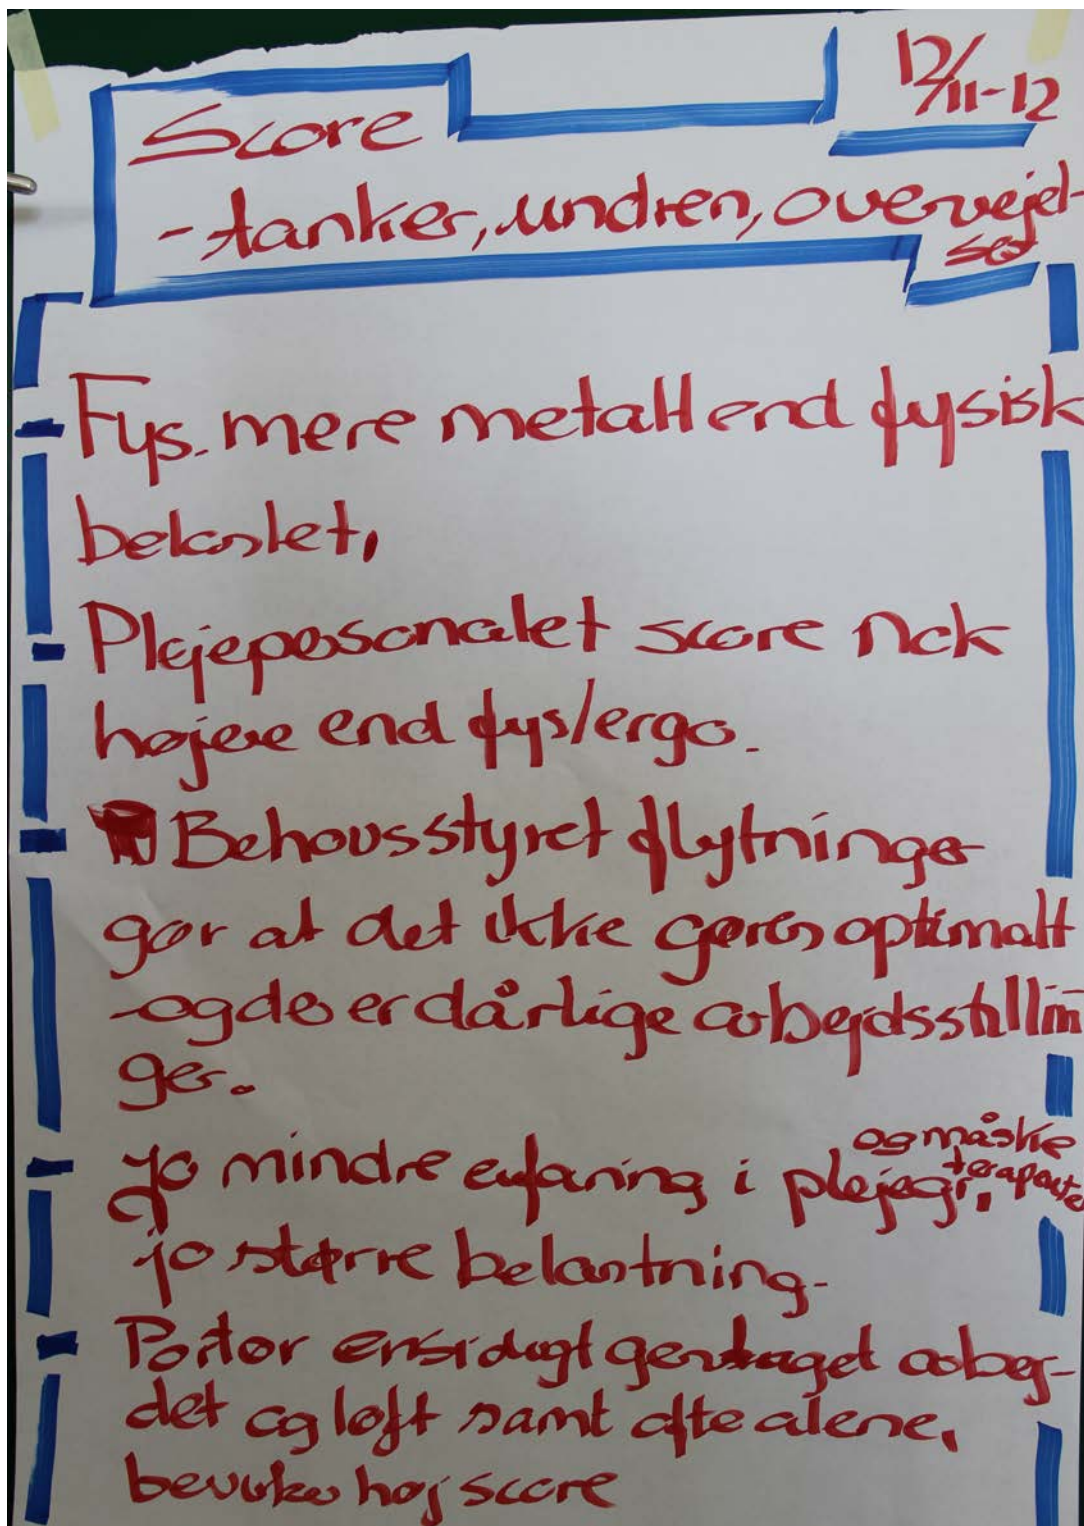 12/11-12
Score
- tanker, undren, overvejel-
ser
Fys. mere metalt end fysisk
belastet.
Plejepersonalet score nok
højere end fys/ergo.
Behovsstyret flytninger
gør at det ikke gøres optimalt
- og der er dårlige arbejdsstillin
ger.
og måske
jo mindre erfaring i plejegr. terapeuter
jo større belastning.
Portør ensidigt gentaget arbej-
det og løft samt ofte alene,
bevirker høj score